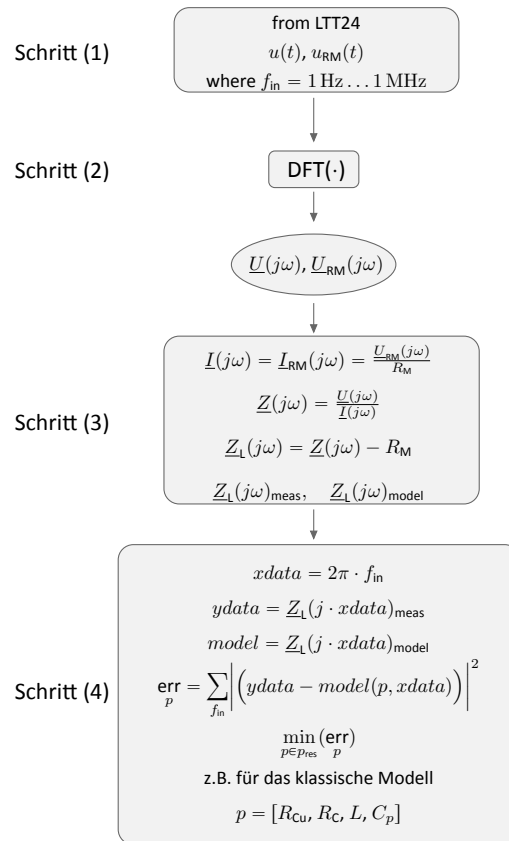 Schritt (1)
from LTT24
u(t), u_RM(t)
where f_in = 1 Hz … 1 MHz
Schritt (2)
DFT(·)
U(jω), U_RM(jω)
Schritt (3)
I(jω) = I_RM(jω) = U_RM(jω) / R_M
Z(jω) = U(jω) / I(jω)
Z_L(jω) = Z(jω) − R_M
Z_L(jω)_meas, Z_L(jω)_model
Schritt (4)
xdata = 2π · f_in
ydata = Z_L(j · xdata)_meas
model = Z_L(j · xdata)_model
err_p = ∑_{f_in} |(ydata − model(p, xdata))|²
min_{p∈p_res} (err_p)
z.B. für das klassische Modell
p = [R_Cu, R_C, L, C_p]